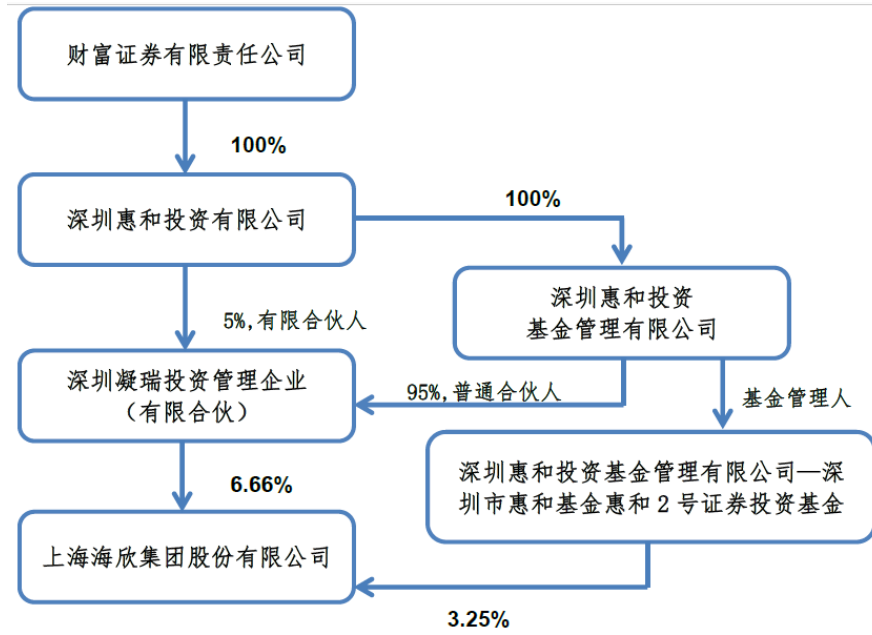 财富证券有限责任公司
100%
深圳惠和投资有限公司
100%
深圳惠和投资
基金管理有限公司
5%,有限合伙人
深圳凝瑞投资管理企业
（有限合伙）
95%,普通合伙人
基金管理人
深圳惠和投资基金管理有限公司—深
圳市惠和基金惠和2号证券投资基金
6.66%
上海海欣集团股份有限公司
3.25%